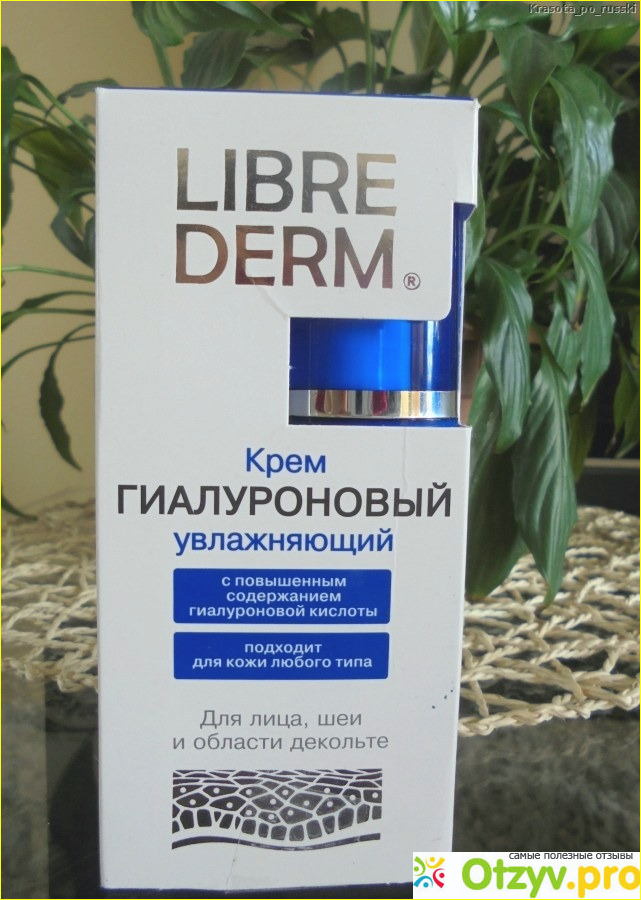 Krasota_po_russki
LIBRE
DERM®
Крем
ГИАЛУРОНОВЫЙ
увлажняющий
с повышенным
содержанием
гиалуроновой кислоты
подходит
для кожи любого типа
Для лица, шеи
и области декольте
самые полезные отзывы
Otzyv.pro